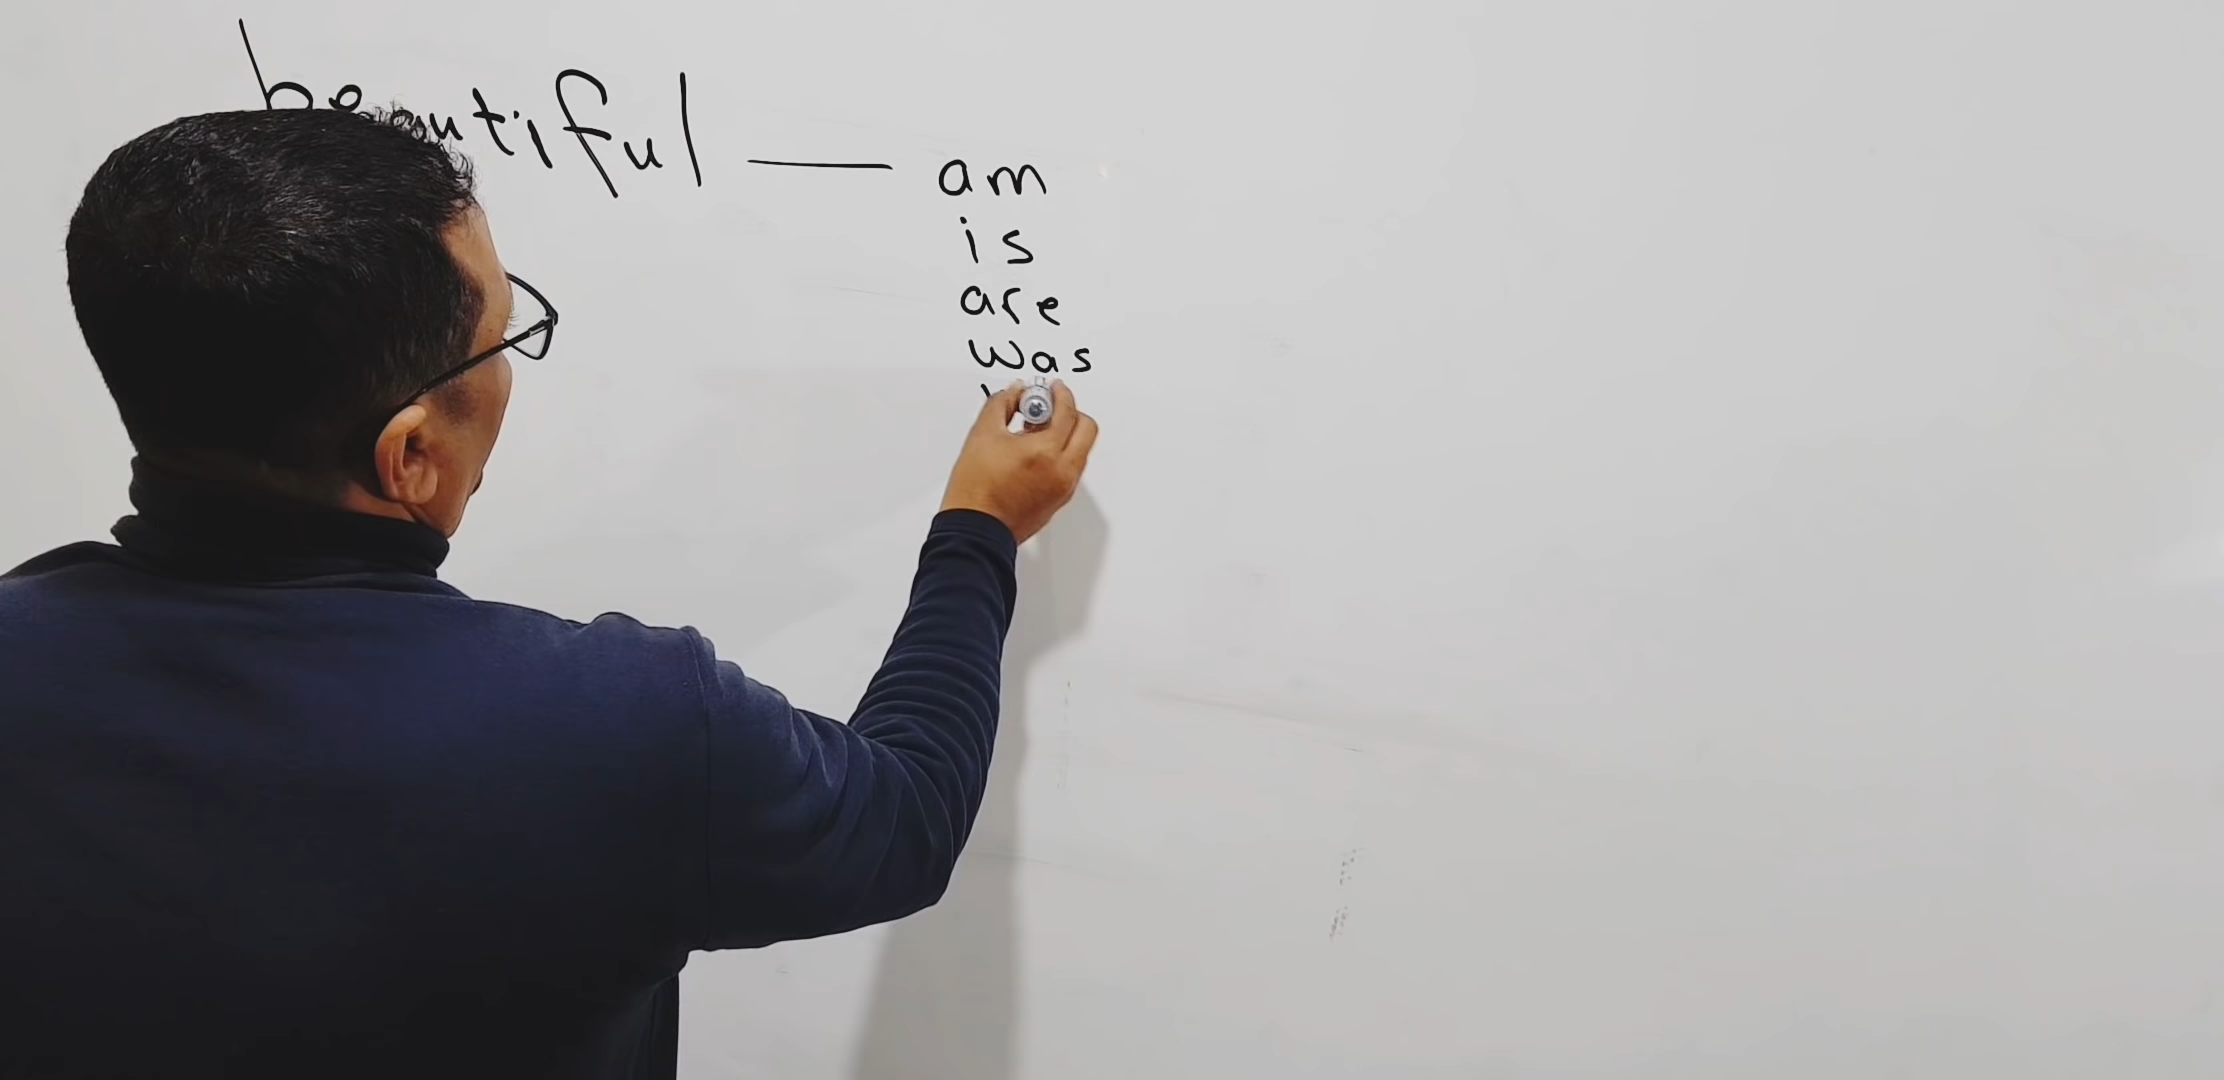 beautiful — am
is
are
was